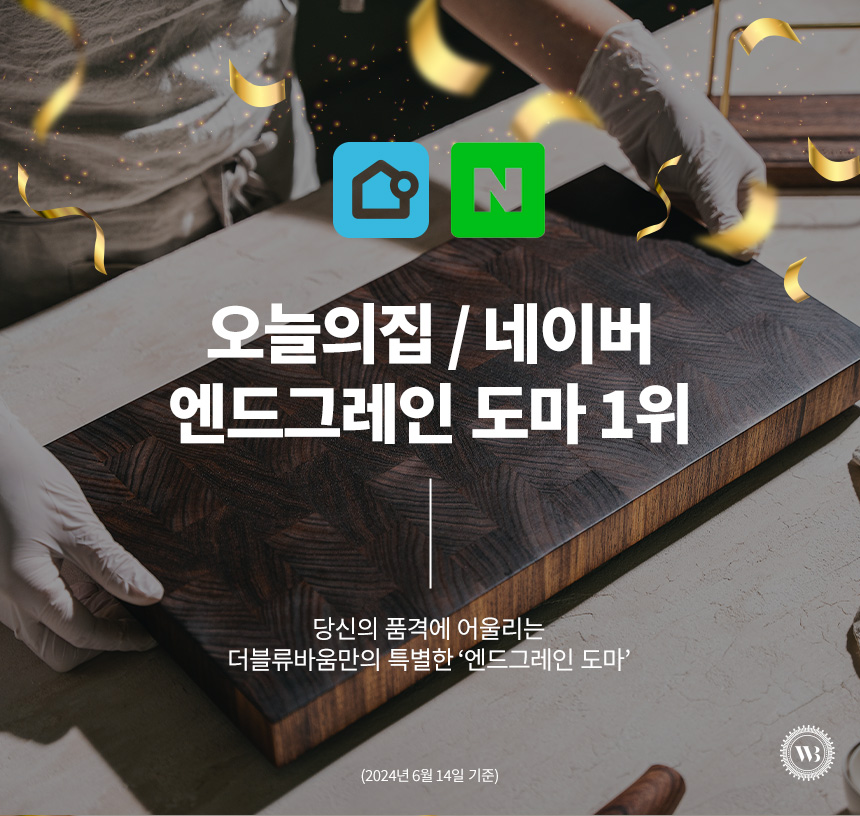 N
오늘의집 / 네이버
엔드그레인 도마 1위
당신의 품격에 어울리는
더블류바움만의 특별한 ‘엔드그레인 도마’
(2024년 6월 14일 기준)
WB